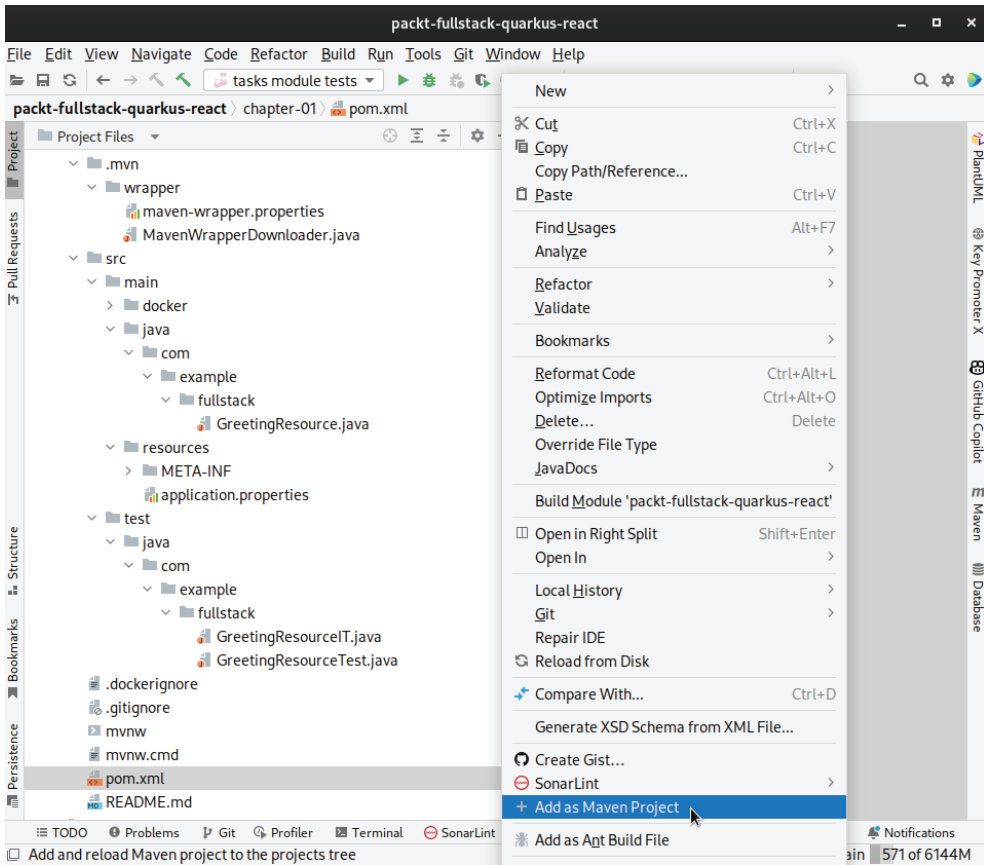 packt-fullstack-quarkus-react
File Edit View Navigate Code Refactor Build Run Tools Git Window Help
tasks module tests
packt-fullstack-quarkus-react chapter-01 pom.xml
Project Files
Project
Pull Requests
Structure
Bookmarks
Persistence
.mvn
wrapper
maven-wrapper.properties
MavenWrapperDownloader.java
src
main
docker
java
com
example
fullstack
GreetingResource.java
resources
META-INF
application.properties
test
java
com
example
fullstack
GreetingResourceIT.java
GreetingResourceTest.java
.dockerignore
.gitignore
mvnw
mvnw.cmd
pom.xml
README.md
New
Cut Ctrl+X
Copy Ctrl+C
Copy Path/Reference...
Paste Ctrl+V
Find Usages Alt+F7
Analyze
Refactor
Validate
Bookmarks
Reformat Code Ctrl+Alt+L
Optimize Imports Ctrl+Alt+O
Delete... Delete
Override File Type
JavaDocs
Build Module 'packt-fullstack-quarkus-react'
Open in Right Split Shift+Enter
Open In
Local History
Git
Repair IDE
Reload from Disk
Compare With... Ctrl+D
Generate XSD Schema from XML File...
Create Gist...
SonarLint
Add as Maven Project
Add as Ant Build File
PlantUML
Key Promoter X
GitHub Copilot
Maven
Database
TODO Problems Git Profiler Terminal SonarLint Notifications
Add and reload Maven project to the projects tree ain 571 of 6144M